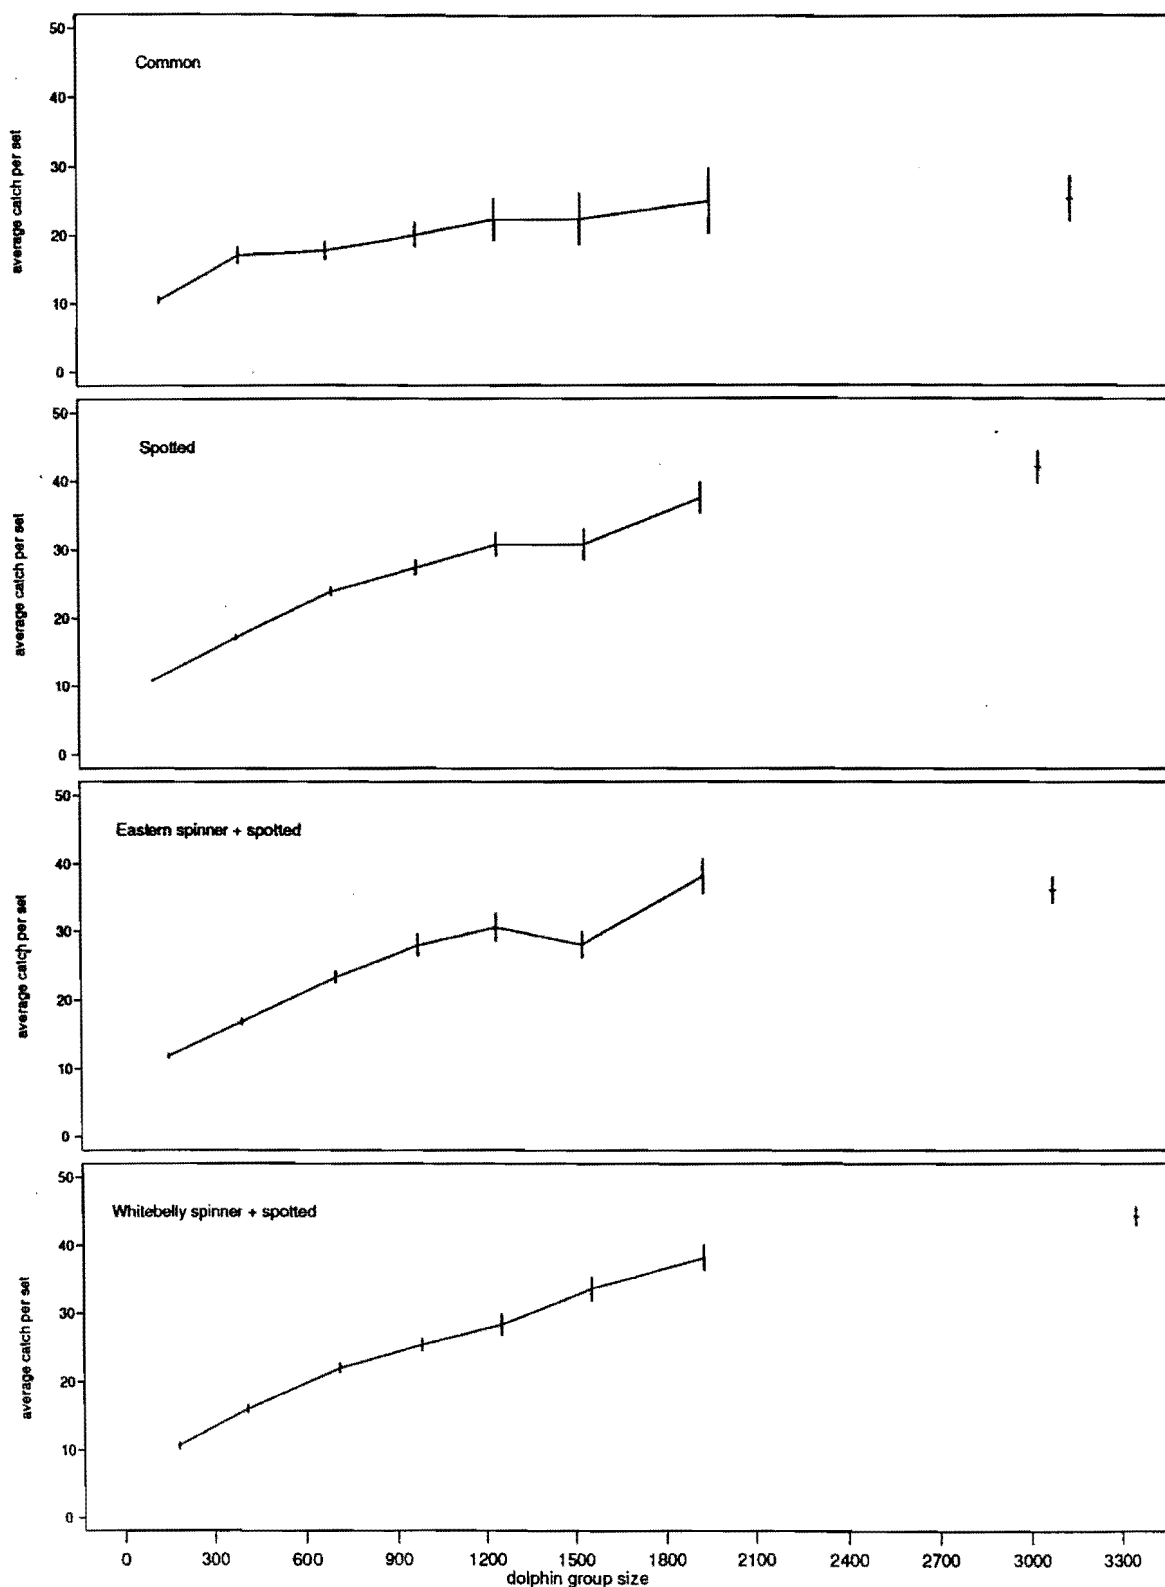 50
Common
40
30
20
10
0
average catch per set
50
Spotted
40
30
20
10
0
average catch per set
50
Eastern spinner + spotted
40
30
20
10
0
average catch per set
50
Whitebelly spinner + spotted
40
30
20
10
0
average catch per set
0 300 600 900 1200 1500 1800 2100 2400 2700 3000 3300
dolphin group size